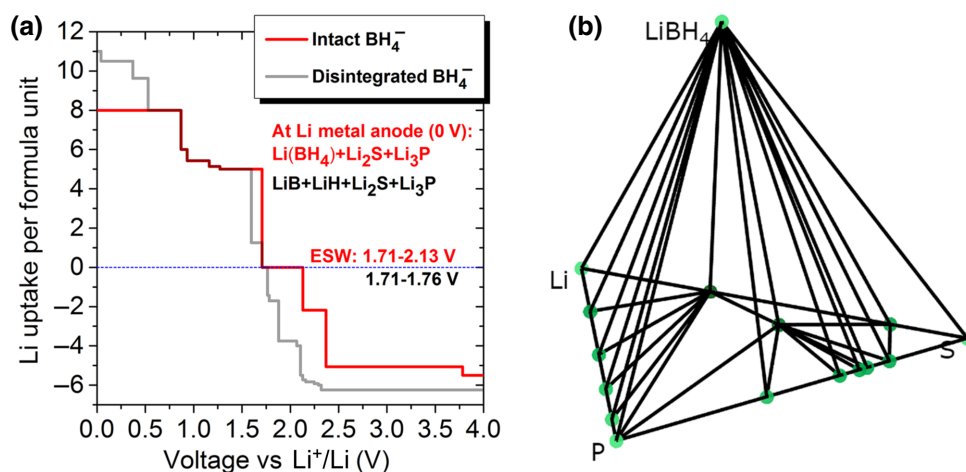 (a)
Li uptake per formula unit
12
10
8
6
4
2
0
−2
−4
−6
Intact BH₄⁻
Disintegrated BH₄⁻
At Li metal anode (0 V):
Li(BH₄)+Li₂S+Li₃P
LiB+LiH+Li₂S+Li₃P
ESW: 1.71-2.13 V
1.71-1.76 V
0.0 0.5 1.0 1.5 2.0 2.5 3.0 3.5 4.0
Voltage vs Li⁺/Li (V)
(b)
LiBH₄
Li
S
P